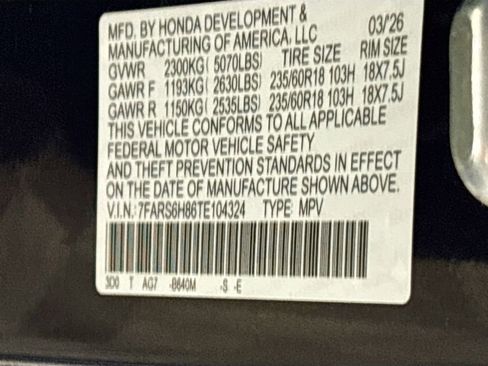 MFD. BY HONDA DEVELOPMENT &
MANUFACTURING OF AMERICA, LLC 03/26
GVWR 2300KG( 5070LBS) TIRE SIZE RIM SIZE
GAWR F 1193KG( 2630LBS) 235/60R18 103H 18X7.5J
GAWR R 1150KG( 2535LBS) 235/60R18 103H 18X7.5J
THIS VEHICLE CONFORMS TO ALL APPLICABLE
FEDERAL MOTOR VEHICLE SAFETY
AND THEFT PREVENTION STANDARDS IN EFFECT
ON THE DATE OF MANUFACTURE SHOWN ABOVE.
V.I.N.:7FARS6H86TE104324 TYPE: MPV
3D0 T AG7 -B640M -S -E